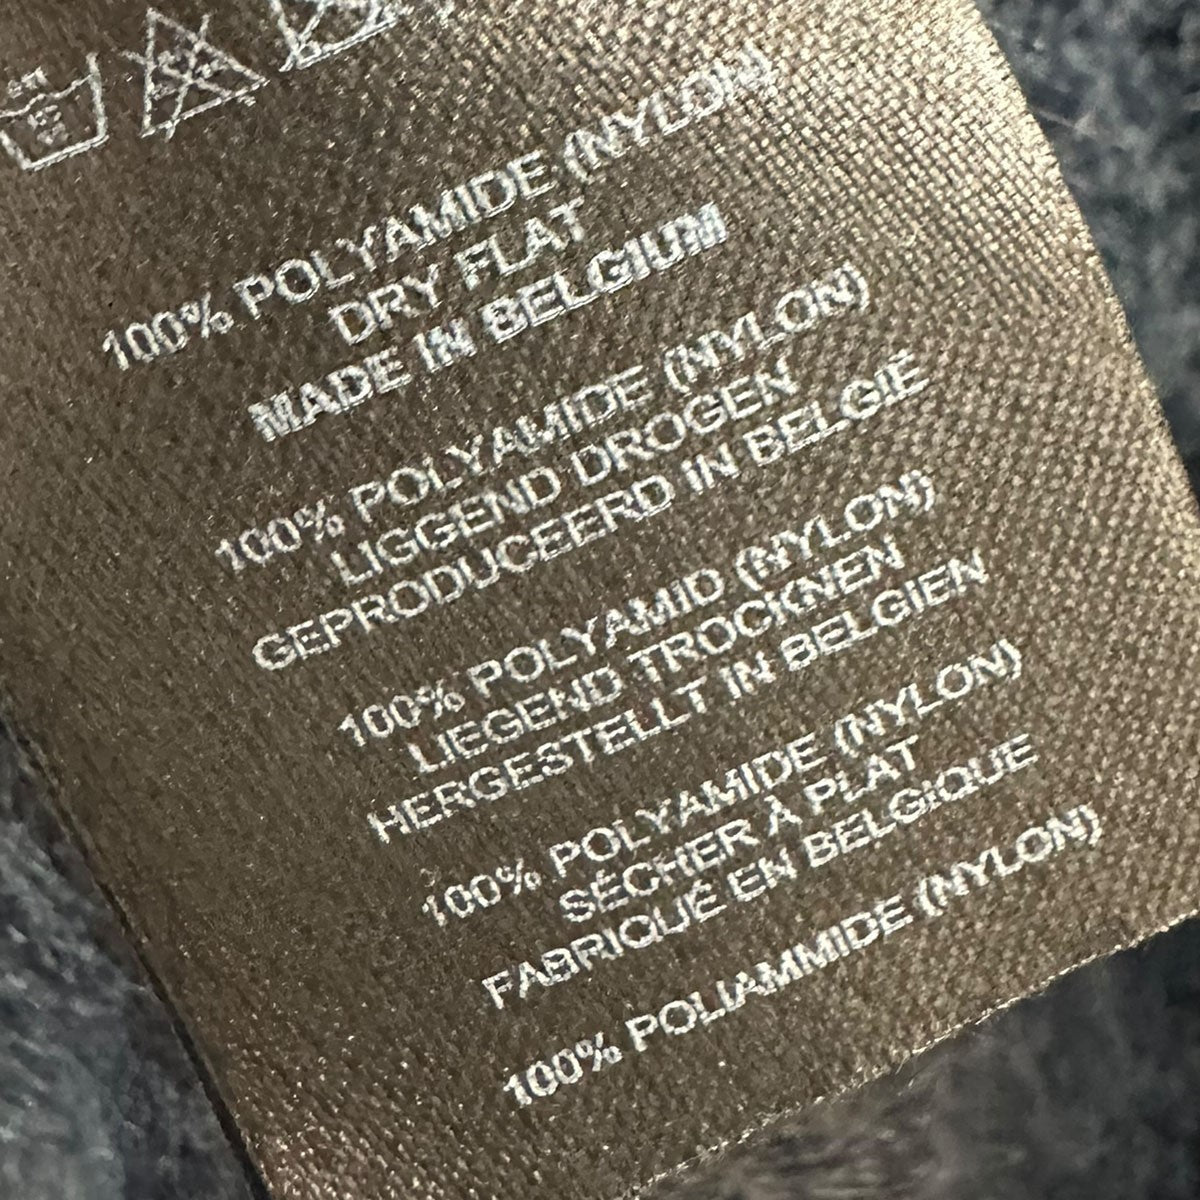 100% POLYAMIDE (NYLON)
DRY FLAT
MADE IN BELGIUM
100% POLYAMIDE (NYLON)
LIGGEND DROGEN
GEPRODUCEERD IN BELGIË
100% POLYAMID (NYLON)
LIEGEND TROCKNEN
HERGESTELLT IN BELGIEN
100% POLYAMIDE (NYLON)
SÉCHER À PLAT
FABRIQUÉ EN BELGIQUE
100% POLIAMMIDE (NYLON)